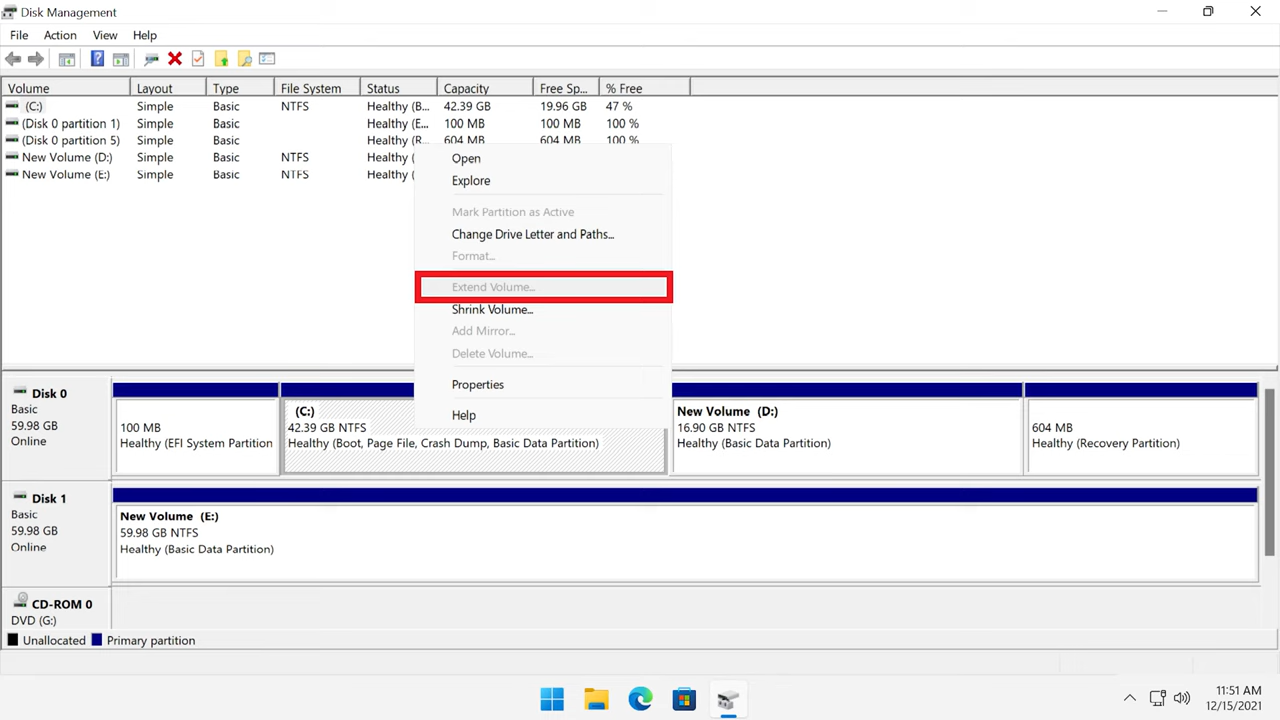 Disk Management
File Action View Help
Volume Layout Type File System Status Capacity Free Sp... % Free
(C:) Simple Basic NTFS Healthy (B... 42.39 GB 19.96 GB 47 %
(Disk 0 partition 1) Simple Basic Healthy (E... 100 MB 100 MB 100 %
(Disk 0 partition 5) Simple Basic Healthy (R... 604 MB 604 MB 100 %
New Volume (D:) Simple Basic NTFS Healthy (
New Volume (E:) Simple Basic NTFS Healthy (
Open
Explore
Mark Partition as Active
Change Drive Letter and Paths...
Format...
Extend Volume...
Shrink Volume...
Add Mirror...
Delete Volume...
Properties
Help
Disk 0
Basic
59.98 GB
Online
100 MB
Healthy (EFI System Partition
(C:)
42.39 GB NTFS
Healthy (Boot, Page File, Crash Dump, Basic Data Partition)
New Volume (D:)
16.90 GB NTFS
Healthy (Basic Data Partition)
604 MB
Healthy (Recovery Partition)
Disk 1
Basic
59.98 GB
Online
New Volume (E:)
59.98 GB NTFS
Healthy (Basic Data Partition)
CD-ROM 0
DVD (G:)
Unallocated Primary partition
11:51 AM
12/15/2021